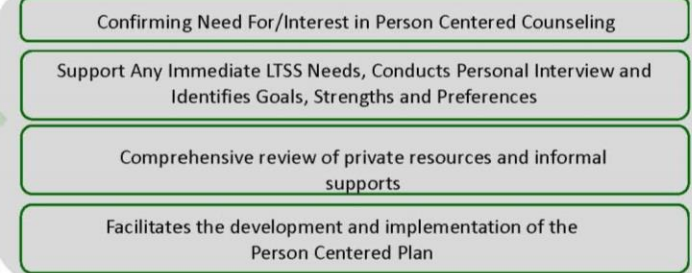 Confirming Need For/Interest in Person Centered Counseling
Support Any Immediate LTSS Needs, Conducts Personal Interview and
Identifies Goals, Strengths and Preferences
Comprehensive review of private resources and informal
supports
Facilitates the development and implementation of the
Person Centered Plan